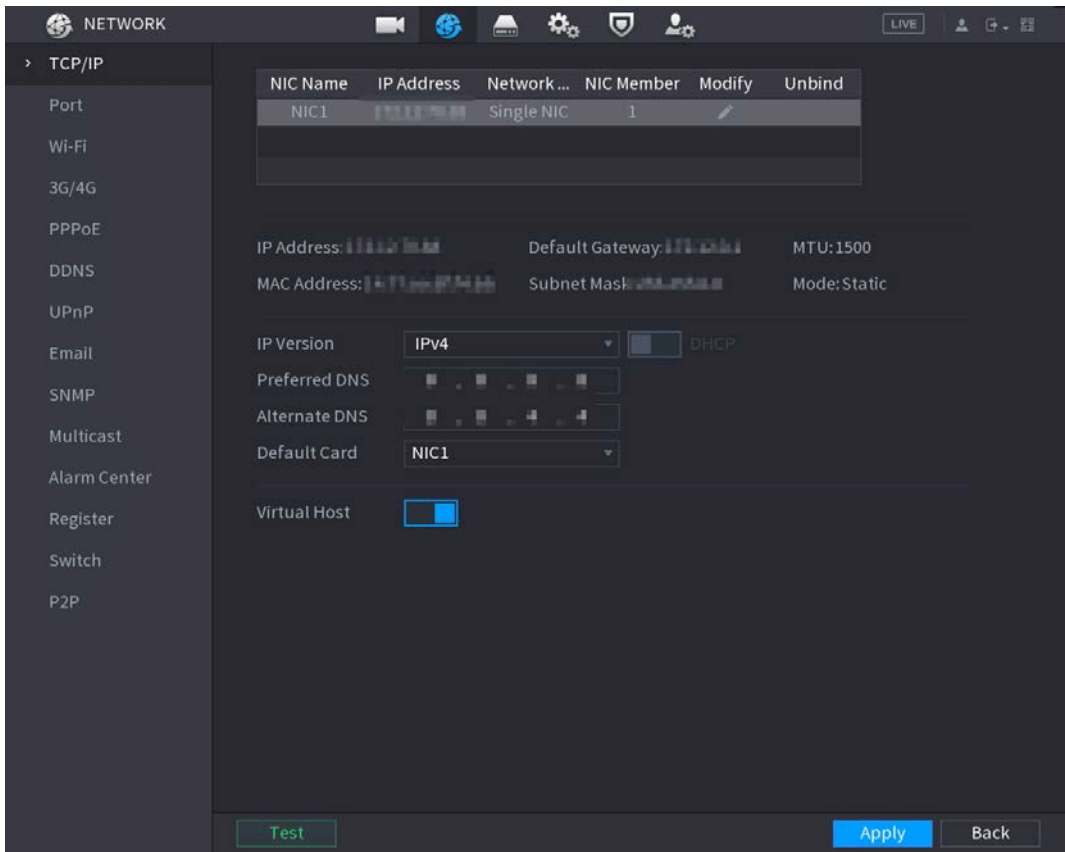 NETWORK
LIVE
TCP/IP
Port
Wi-Fi
3G/4G
PPPoE
DDNS
UPnP
Email
SNMP
Multicast
Alarm Center
Register
Switch
P2P
NIC Name IP Address Network ... NIC Member Modify Unbind
NIC1 Single NIC 1
IP Address: Default Gateway: MTU:1500
MAC Address: Subnet Mask Mode:Static
IP Version IPv4 DHCP
Preferred DNS
Alternate DNS
Default Card NIC1
Virtual Host
Test Apply Back